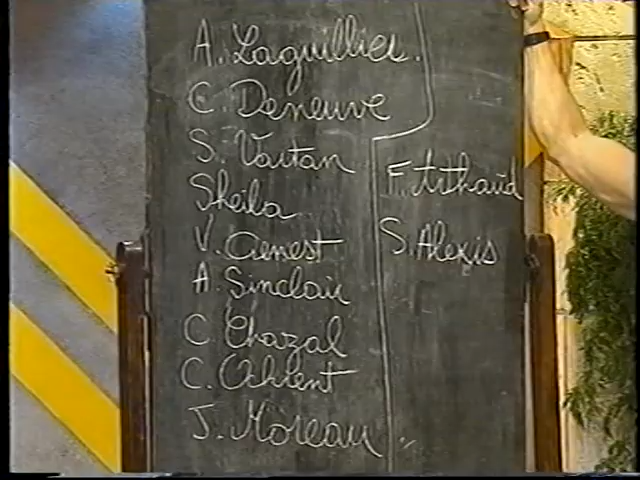 A. Laguillier.
C. Deneuve
S. Vartan
Sheila
V. Genest
A. Sinclair
C. Chazal
C. Ockrent
J. Moreau
F. Arthaud
S. Alexis